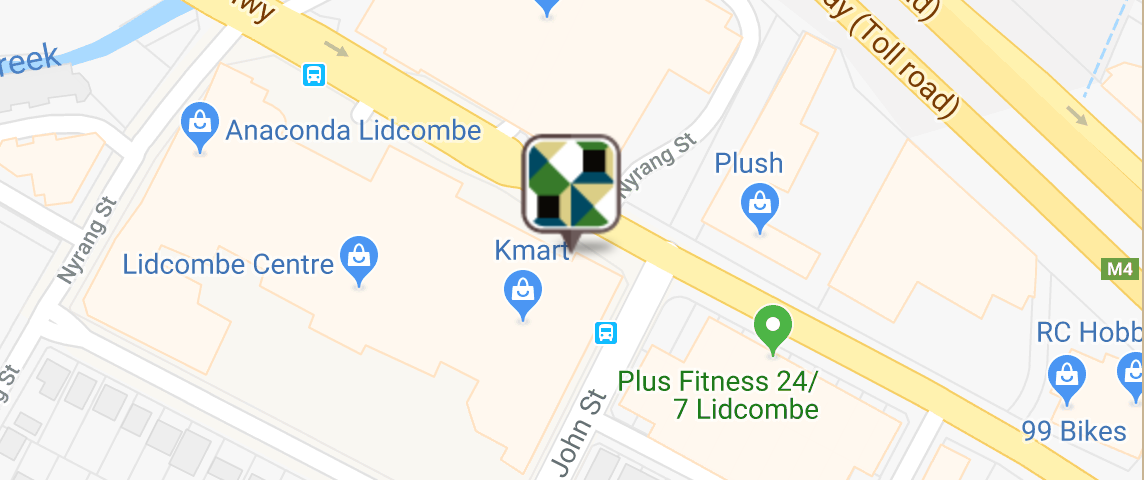 wy
reek
ay (Toll road)
d)
Anaconda Lidcombe
Nyrang St
Plush
Nyrang St
Lidcombe Centre
Kmart
M4
RC Hobb
Plus Fitness 24/
7 Lidcombe
99 Bikes
John St
g St